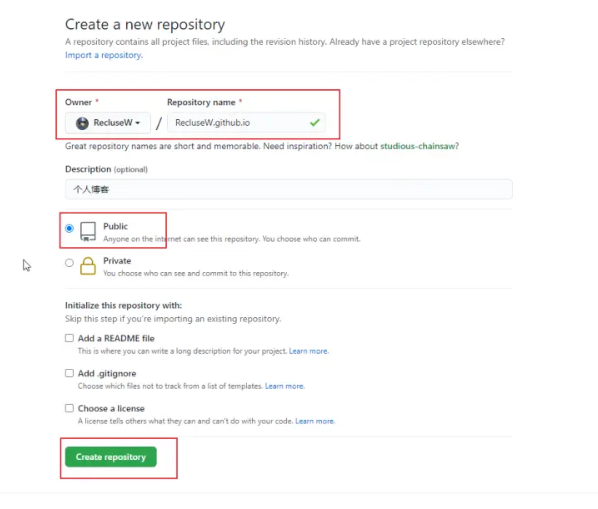 Create a new repository
A repository contains all project files, including the revision history. Already have a project repository elsewhere?
Import a repository.
Owner * Repository name *
RecluseW / RecluseW.github.io
Great repository names are short and memorable. Need inspiration? How about studious-chainsaw?
Description (optional)
个人博客
Public
Anyone on the internet can see this repository. You choose who can commit.
Private
You choose who can see and commit to this repository.
Initialize this repository with:
Skip this step if you're importing an existing repository.
Add a README file
This is where you can write a long description for your project. Learn more.
Add .gitignore
Choose which files not to track from a list of templates. Learn more.
Choose a license
A license tells others what they can and can't do with your code. Learn more.
Create repository